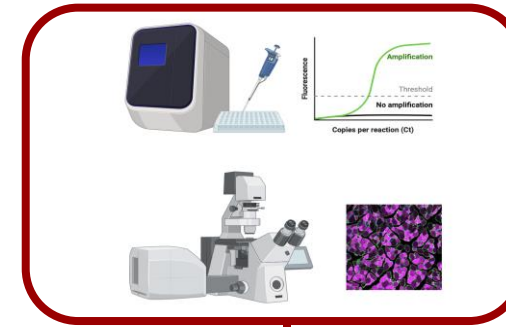 Fluorescence
Amplification
Threshold
No amplification
Copies per reaction (Ct)